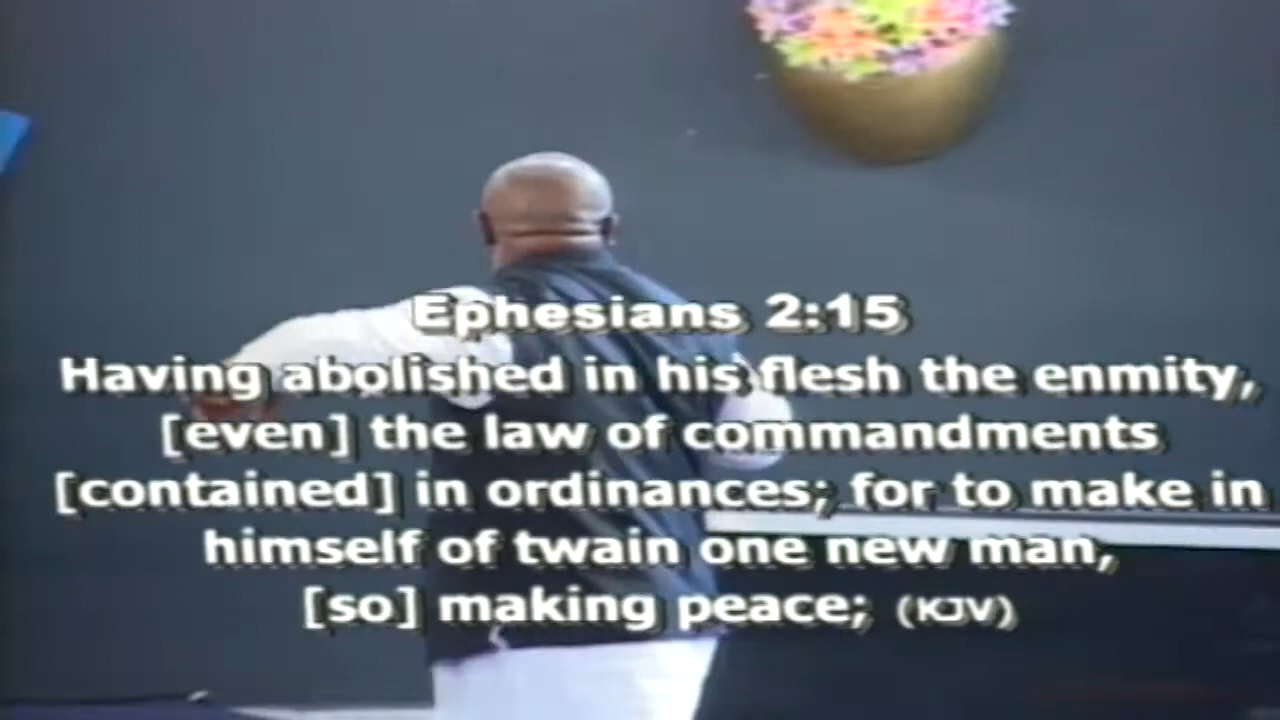 Ephesians 2:15
Having abolished in his flesh the enmity,
[even] the law of commandments
[contained] in ordinances; for to make in
himself of twain one new man,
[so] making peace; (KJV)